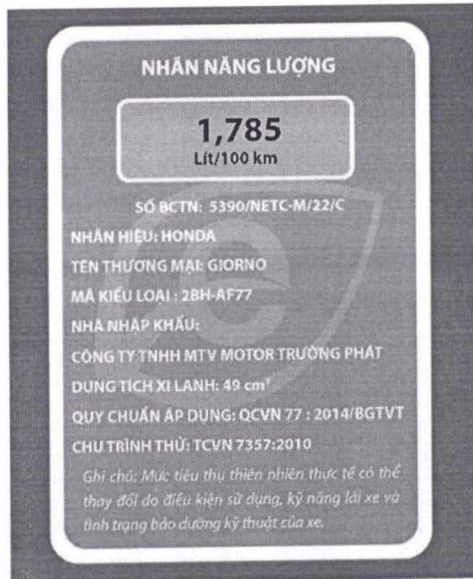 NHÃN NĂNG LƯỢNG
1,785
Lít/100 km
SỐ BCTN: 5390/NETC-M/22/C
NHÃN HIỆU: HONDA
TÊN THƯƠNG MẠI: GIORNO
MÃ KIỂU LOẠI : 2BH-AF77
NHÀ NHẬP KHẨU:
CÔNG TY TNHH MTV MOTOR TRƯỜNG PHÁT
DUNG TÍCH XI LANH: 49 cm³
QUY CHUẨN ÁP DỤNG: QCVN 77 : 2014/BGTVT
CHU TRÌNH THỬ: TCVN 7357:2010
Ghi chú: Mức tiêu thụ thiên nhiên thực tế có thể
thay đổi do điều kiện sử dụng, kỹ năng lái xe và
tình trạng bảo dưỡng kỹ thuật của xe.